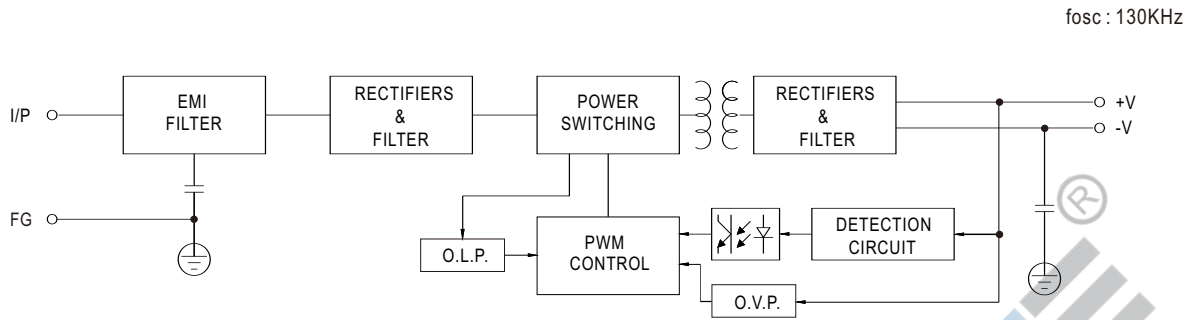 fosc : 130KHz
I/P
EMI
FILTER
RECTIFIERS
&
FILTER
POWER
SWITCHING
RECTIFIERS
&
FILTER
+V
-V
FG
O.L.P.
PWM
CONTROL
DETECTION
CIRCUIT
O.V.P.
®